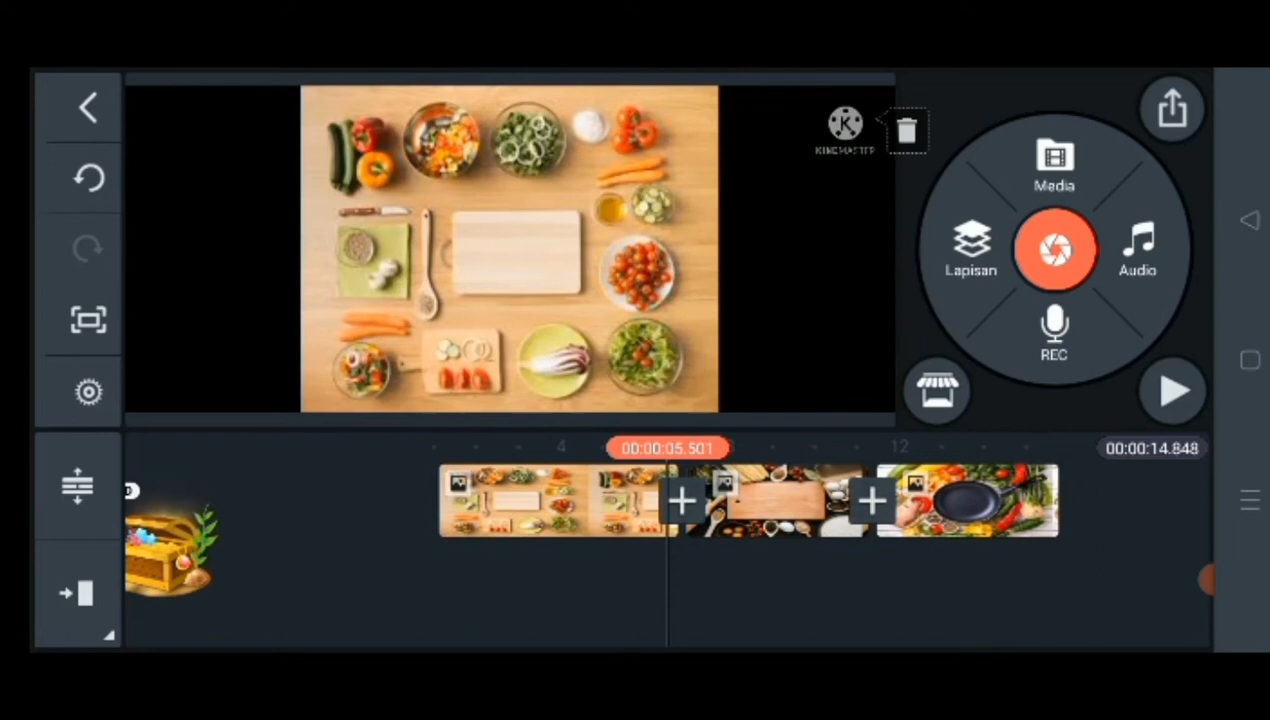 KINEMASTER
Media
Lapisan
Audio
REC
4
00:00:05.501
12
00:00:14.848